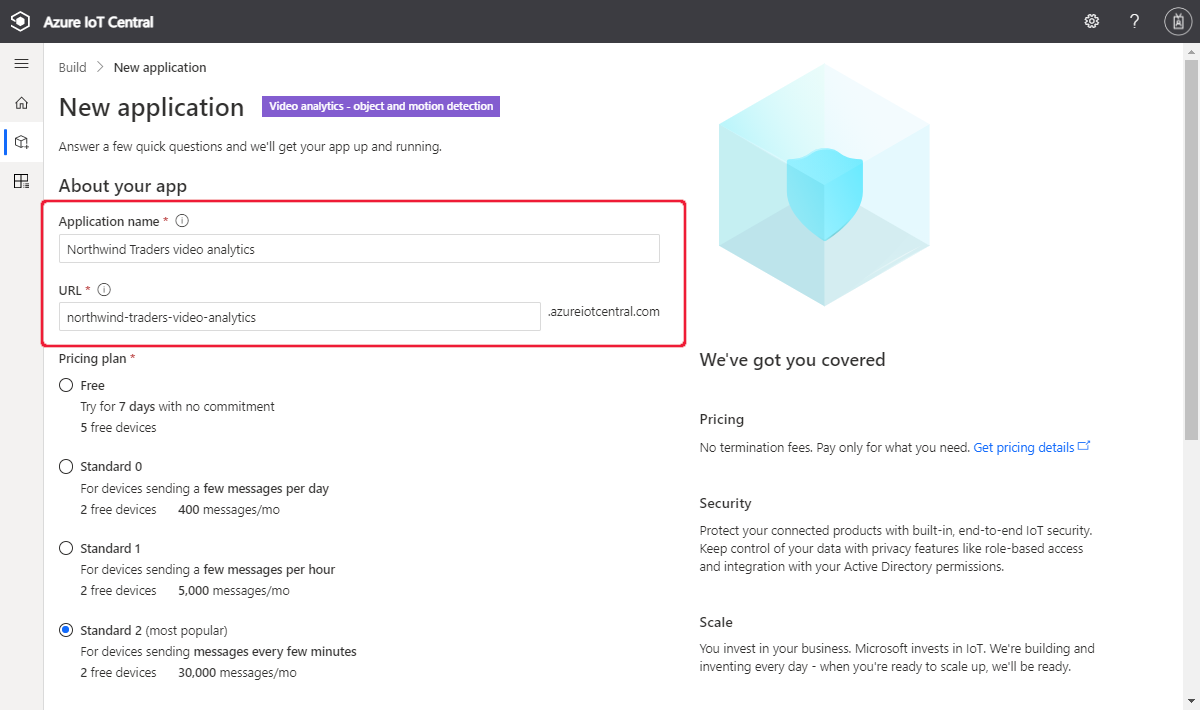 Azure IoT Central
?
Build > New application
New application
Video analytics - object and motion detection
Answer a few quick questions and we'll get your app up and running.
About your app
Application name *
Northwind Traders video analytics
URL *
northwind-traders-video-analytics
.azureiotcentral.com
Pricing plan *
Free
Try for 7 days with no commitment
5 free devices
Standard 0
For devices sending a few messages per day
2 free devices 400 messages/mo
Standard 1
For devices sending a few messages per hour
2 free devices 5,000 messages/mo
Standard 2 (most popular)
For devices sending messages every few minutes
2 free devices 30,000 messages/mo
We've got you covered
Pricing
No termination fees. Pay only for what you need. Get pricing details
Security
Protect your connected products with built-in, end-to-end IoT security.
Keep control of your data with privacy features like role-based access
and integration with your Active Directory permissions.
Scale
You invest in your business. Microsoft invests in IoT. We're building and
inventing every day - when you're ready to scale up, we'll be ready.